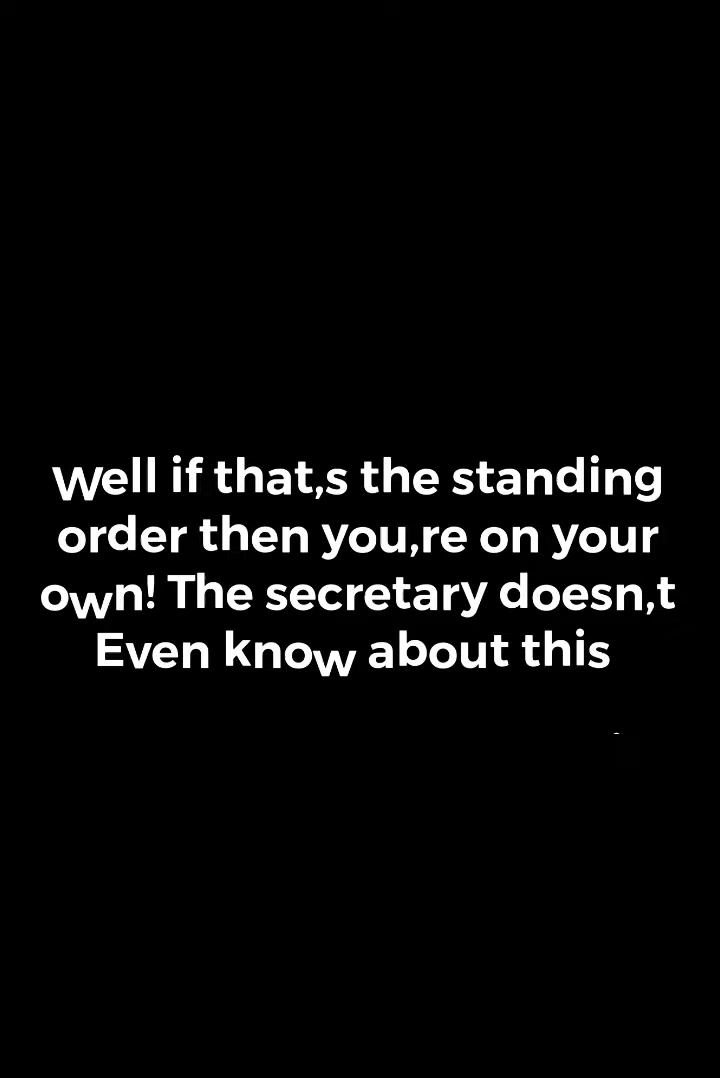 Well if that,s the standing
order then you,re on your
own! The secretary doesn,t
Even know about this